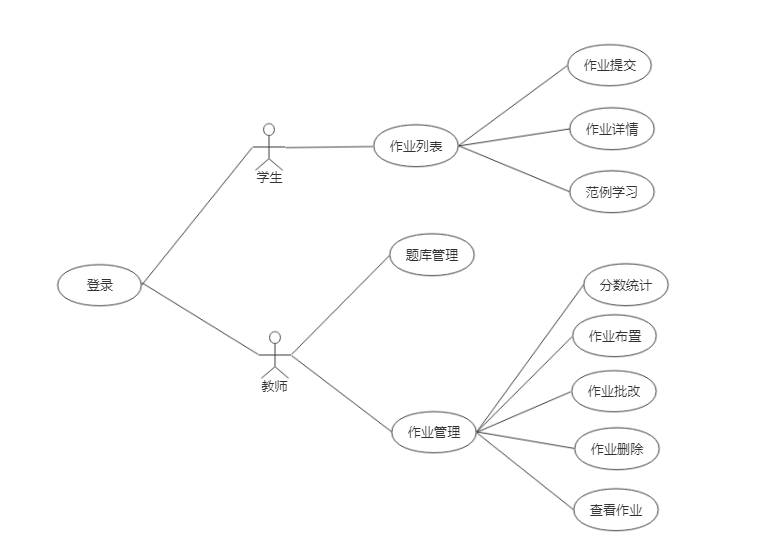 作业提交
作业列表
作业详情
学生
范例学习
题库管理
登录
分数统计
作业布置
教师
作业批改
作业管理
作业删除
查看作业